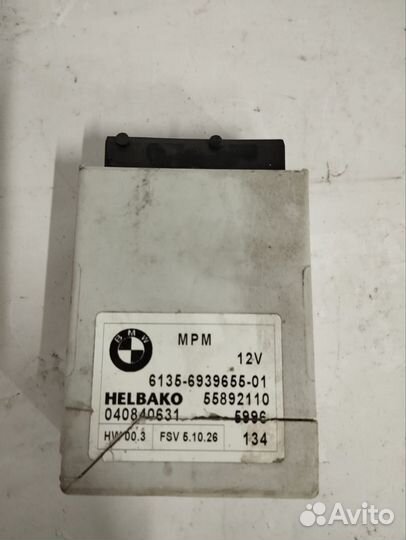 BMW
MPM
12V
6135-6939655-01
HELBAKO 55892110
040840631 5996
HW 00.3 FSV 5.10.26 134
Avito